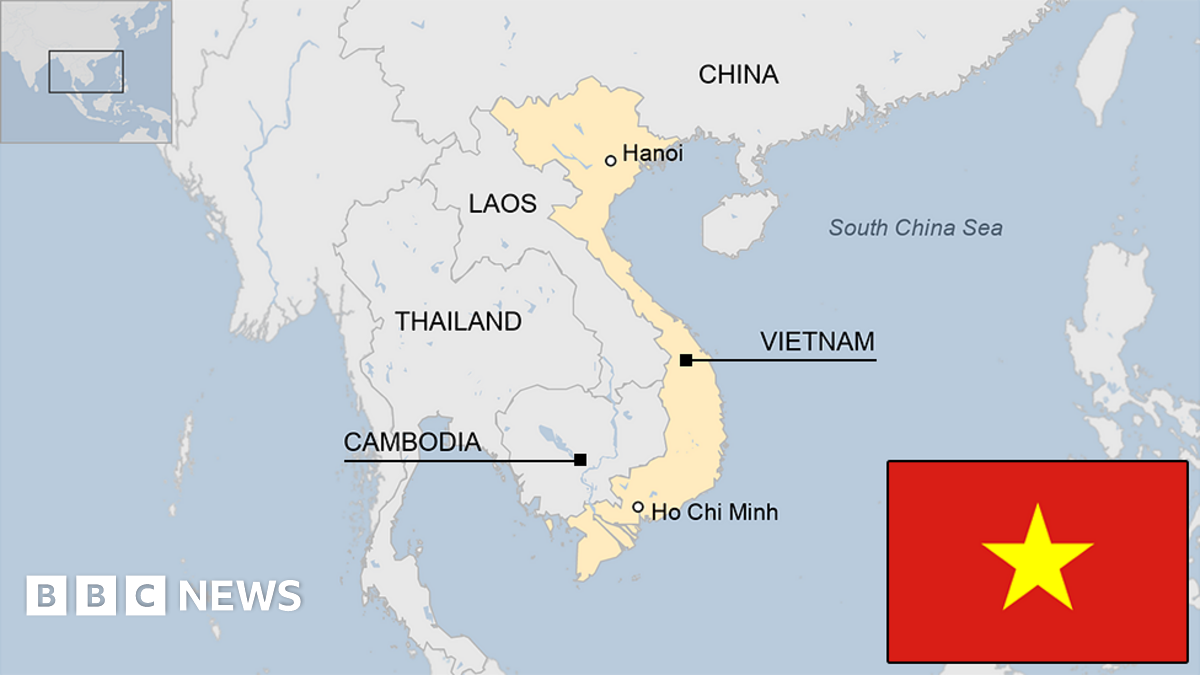 CHINA
Hanoi
LAOS
South China Sea
THAILAND
VIETNAM
CAMBODIA
Ho Chi Minh
BBC NEWS